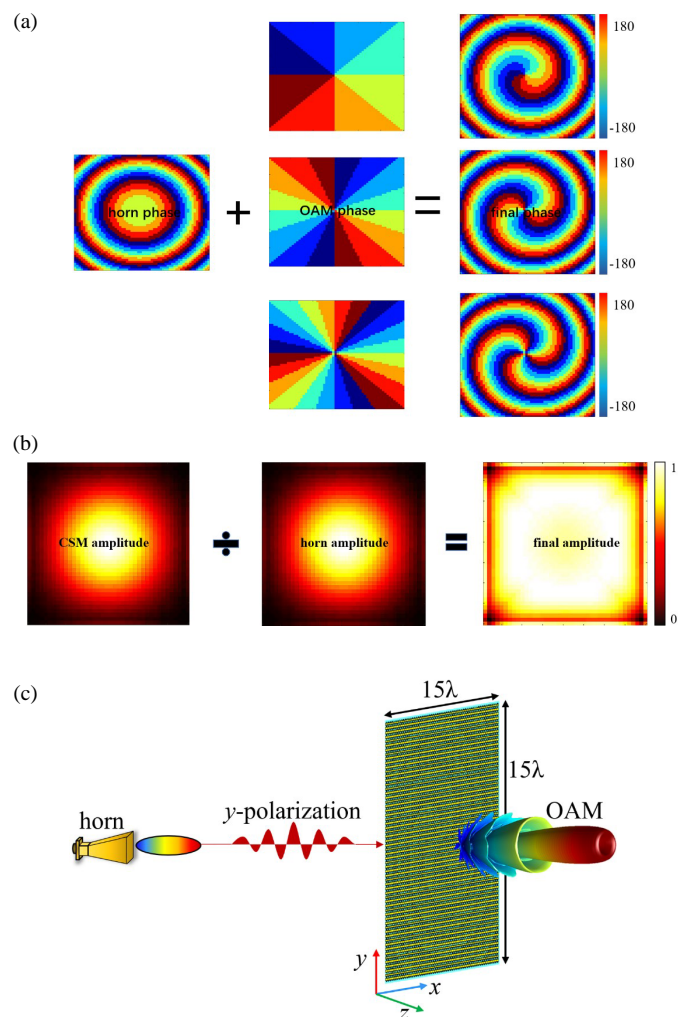 (a)
180
-180
horn phase
+
OAM phase
=
final phase
180
-180
180
-180
(b)
CSM amplitude
÷
horn amplitude
=
final amplitude
1
0
(c)
15λ
15λ
horn
y-polarization
OAM
y
x
z